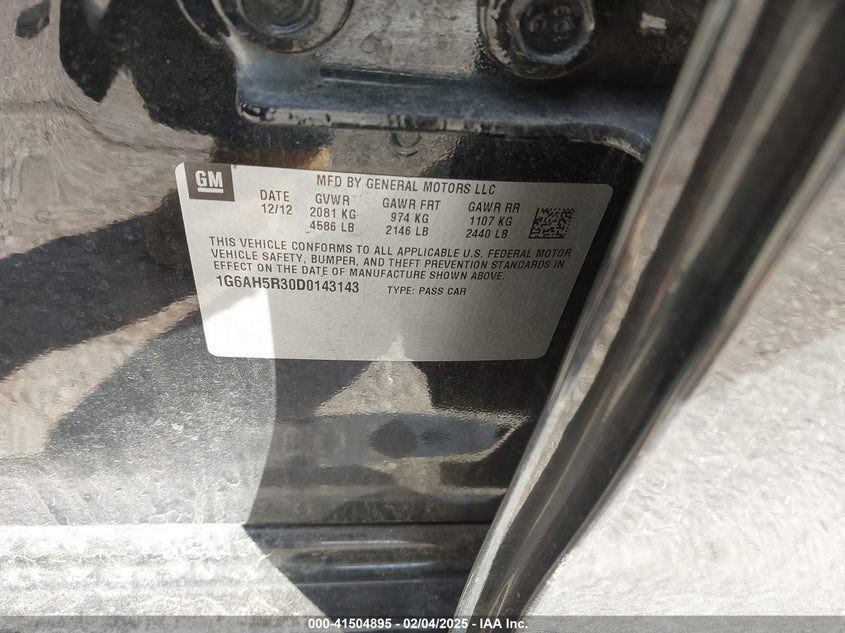 GM
MFD BY GENERAL MOTORS LLC
DATE GVWR GAWR FRT GAWR RR
12/12 2081 KG 974 KG 1107 KG
4586 LB 2146 LB 2440 LB
THIS VEHICLE CONFORMS TO ALL APPLICABLE U.S. FEDERAL MOTOR
VEHICLE SAFETY, BUMPER, AND THEFT PREVENTION STANDARDS IN
EFFECT ON THE DATE OF MANUFACTURE SHOWN ABOVE.
1G6AH5R30D0143143 TYPE: PASS CAR
000-41504895 - 02/04/2025 - IAA Inc.